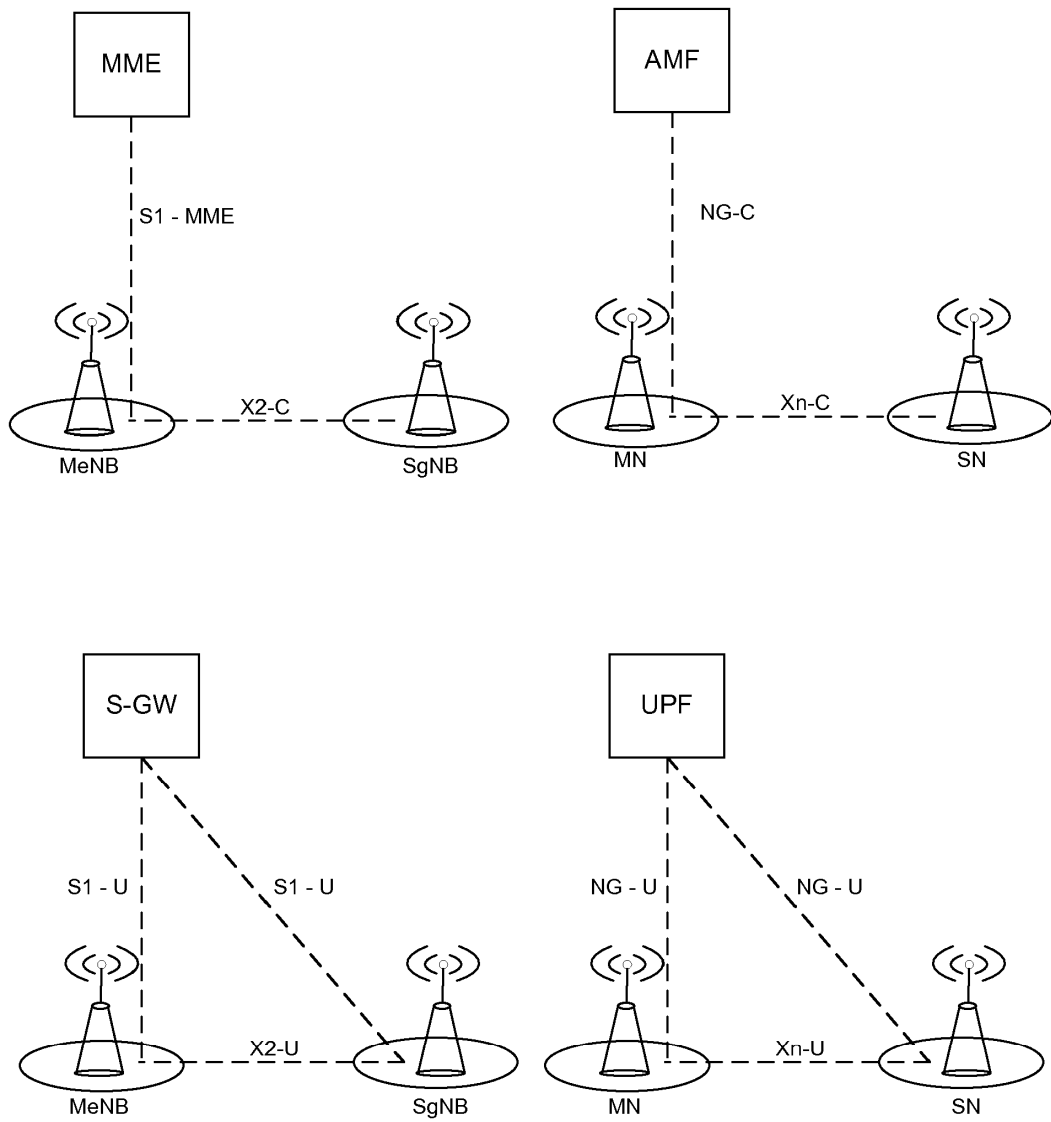 MME
AMF
S1 - MME
NG-C
X2-C
Xn-C
MeNB
SgNB
MN
SN
S-GW
UPF
S1 - U
S1 - U
NG - U
NG - U
X2-U
Xn-U
MeNB
SgNB
MN
SN